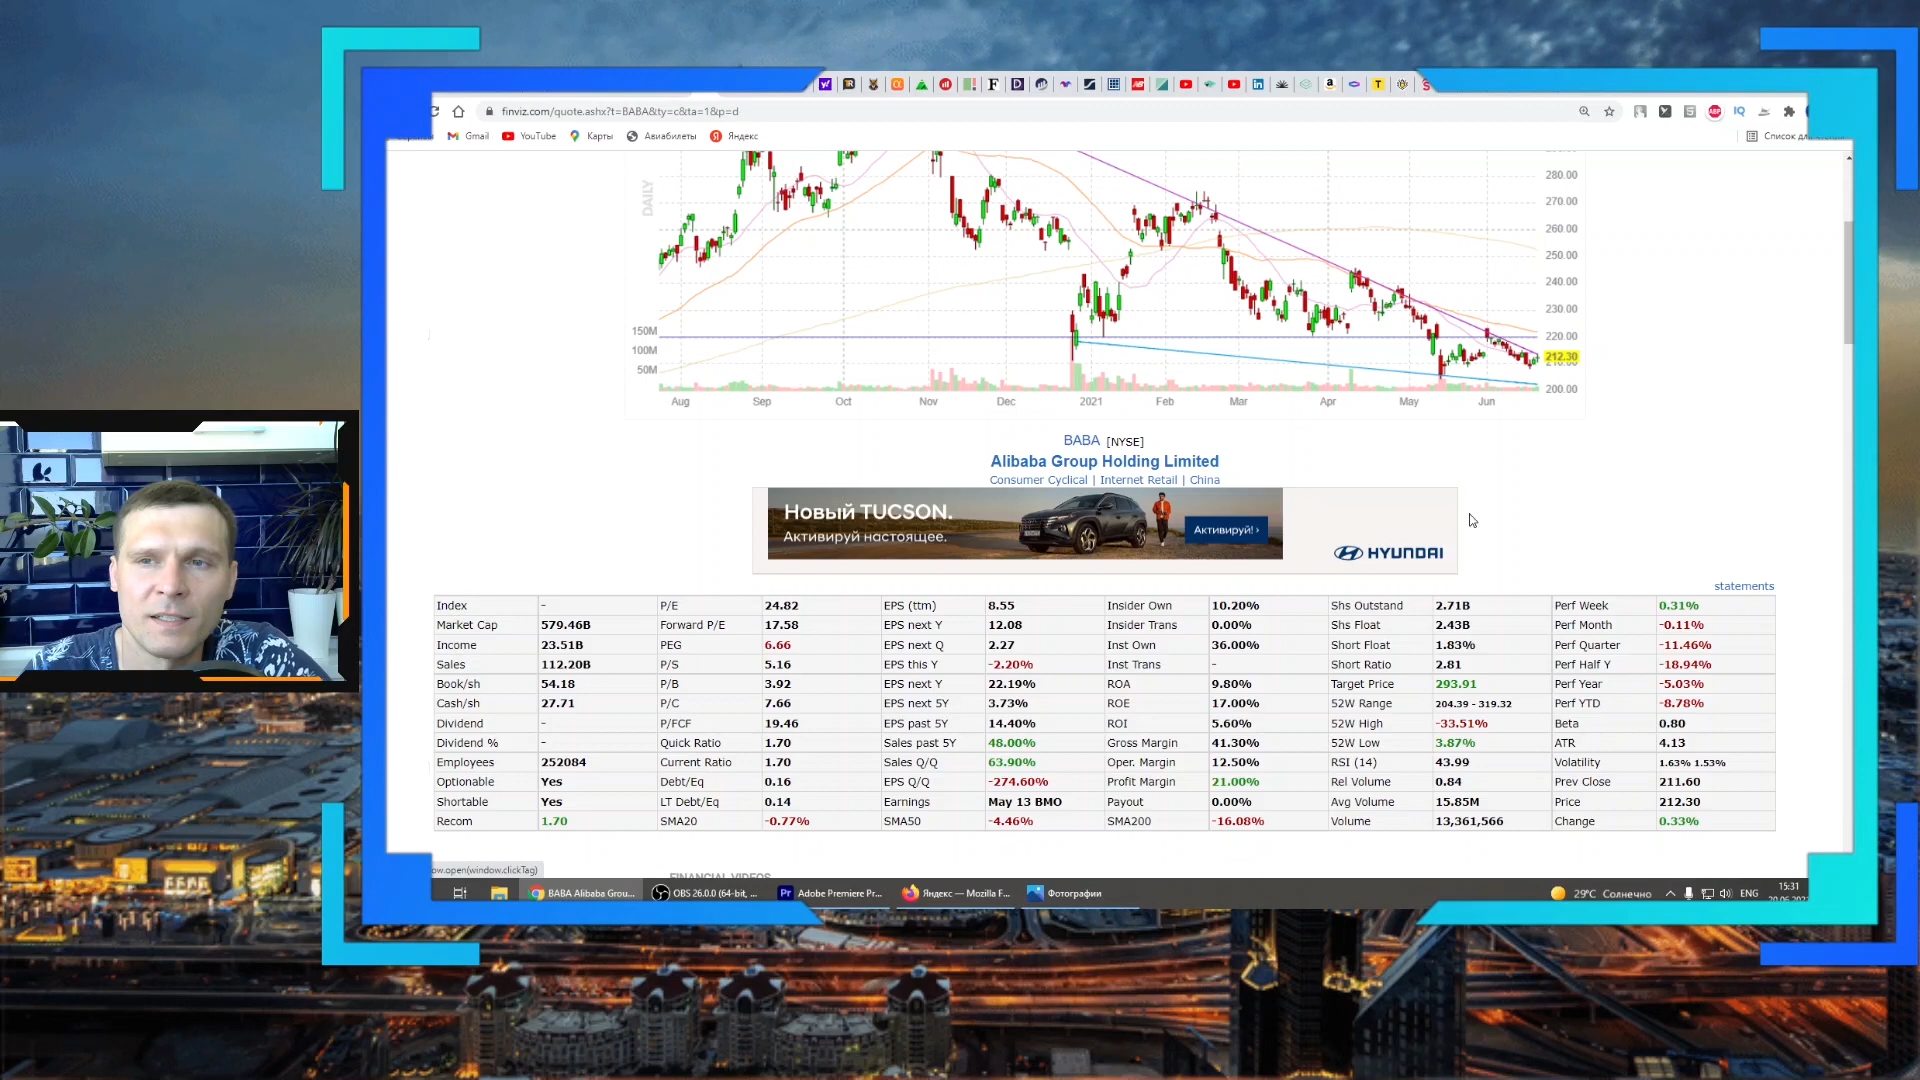 finviz.com/quote.ashx?t=BABA&ty=c&ta=1&p=d
Gmail YouTube Карты Авиабилеты Яндекс
DAILY
280.00
270.00
260.00
250.00
240.00
230.00
220.00
212.30
200.00
150M
100M
50M
Aug Sep Oct Nov Dec 2021 Feb Mar Apr May Jun
BABA [NYSE]
Alibaba Group Holding Limited
Consumer Cyclical | Internet Retail | China
Новый TUCSON.
Активируй настоящее.
Активируй! ›
HYUNDAI
statements
Index - P/E 24.82 EPS (ttm) 8.55 Insider Own 10.20% Shs Outstand 2.71B Perf Week 0.31%
Market Cap 579.46B Forward P/E 17.58 EPS next Y 12.08 Insider Trans 0.00% Shs Float 2.43B Perf Month -0.11%
Income 23.51B PEG 6.66 EPS next Q 2.27 Inst Own 36.00% Short Float 1.83% Perf Quarter -11.46%
Sales 112.20B P/S 5.16 EPS this Y -2.20% Inst Trans - Short Ratio 2.81 Perf Half Y -18.94%
Book/sh 54.18 P/B 3.92 EPS next Y 22.19% ROA 9.80% Target Price 293.91 Perf Year -5.03%
Cash/sh 27.71 P/C 7.66 EPS next 5Y 3.73% ROE 17.00% 52W Range 204.39 - 319.32 Perf YTD -8.78%
Dividend - P/FCF 19.46 EPS past 5Y 14.40% ROI 5.60% 52W High -33.51% Beta 0.80
Dividend % - Quick Ratio 1.70 Sales past 5Y 48.00% Gross Margin 41.30% 52W Low 3.87% ATR 4.13
Employees 252084 Current Ratio 1.70 Sales Q/Q 63.90% Oper. Margin 12.50% RSI (14) 43.99 Volatility 1.63% 1.53%
Optionable Yes Debt/Eq 0.16 EPS Q/Q -274.60% Profit Margin 21.00% Rel Volume 0.84 Prev Close 211.60
Shortable Yes LT Debt/Eq 0.14 Earnings May 13 BMO Payout 0.00% Avg Volume 15.85M Price 212.30
Recom 1.70 SMA20 -0.77% SMA50 -4.46% SMA200 -16.08% Volume 13,361,566 Change 0.33%
ow.open(window.clickTag)
FINANCIAL VIDEOS
BABA Alibaba Grou... OBS 26.0.0 (64-bit, ... Adobe Premiere Pr... Яндекс — Mozilla F... Фотографии
29°C Солнечно ENG 15:31